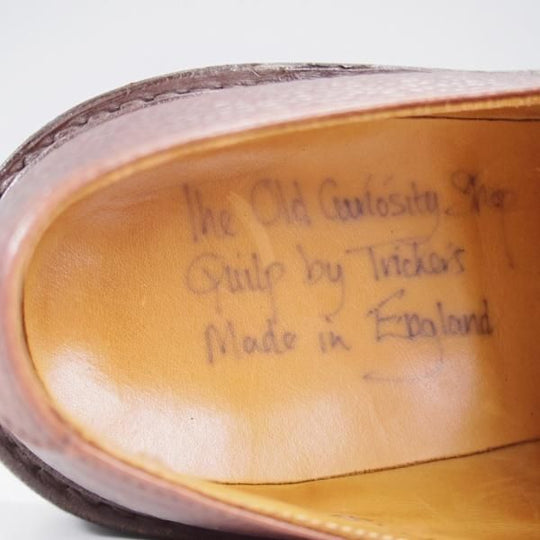 The Old Curiosity Shop
Quilp by Tricker's
Made in England